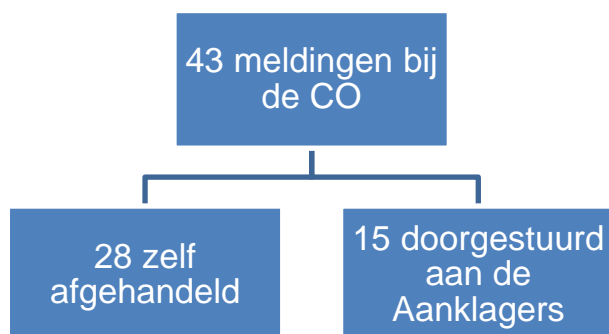 43 meldingen bij
de CO
28 zelf
afgehandeld
15 doorgestuurd
aan de
Aanklagers